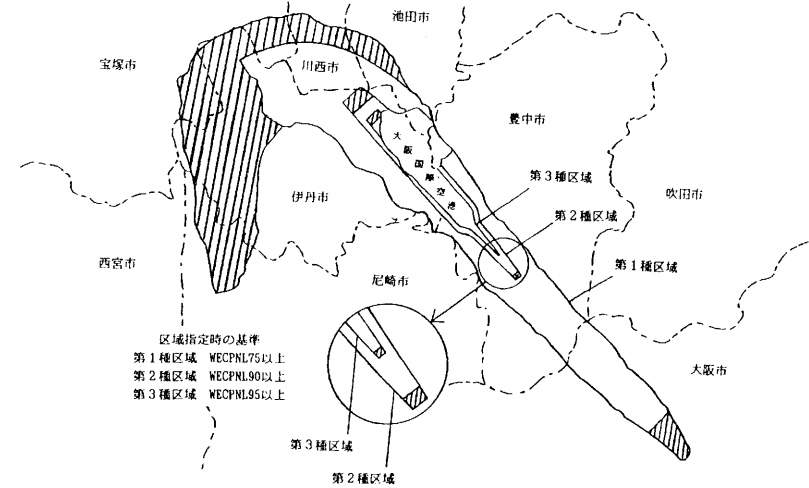 池田市
宝塚市
川西市
豊中市
大阪国際空港
第3種区域
吹田市
伊丹市
第2種区域
西宮市
尼崎市
第1種区域
区域指定時の基準
第1種区域 WECPNL75以上
第2種区域 WECPNL90以上
第3種区域 WECPNL95以上
大阪市
第3種区域
第2種区域